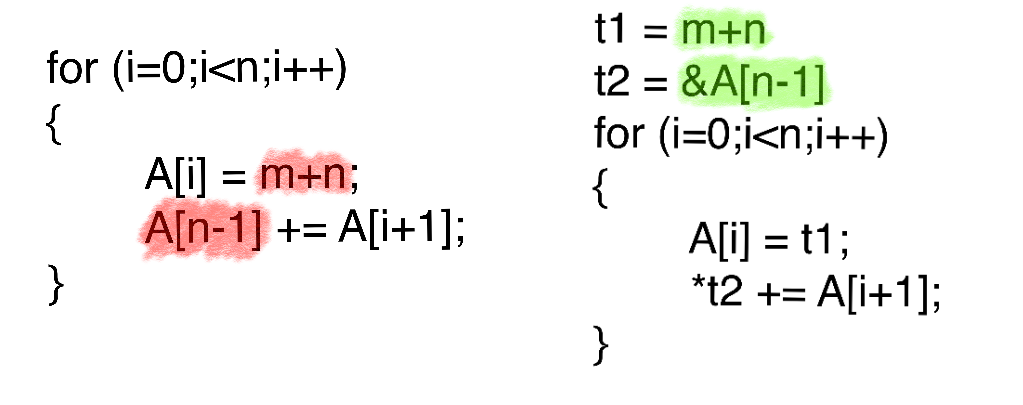 for (i=0;i<n;i++)
{
A[i] = m+n;
A[n-1] += A[i+1];
}
t1 = m+n
t2 = &A[n-1]
for (i=0;i<n;i++)
{
A[i] = t1;
*t2 += A[i+1];
}